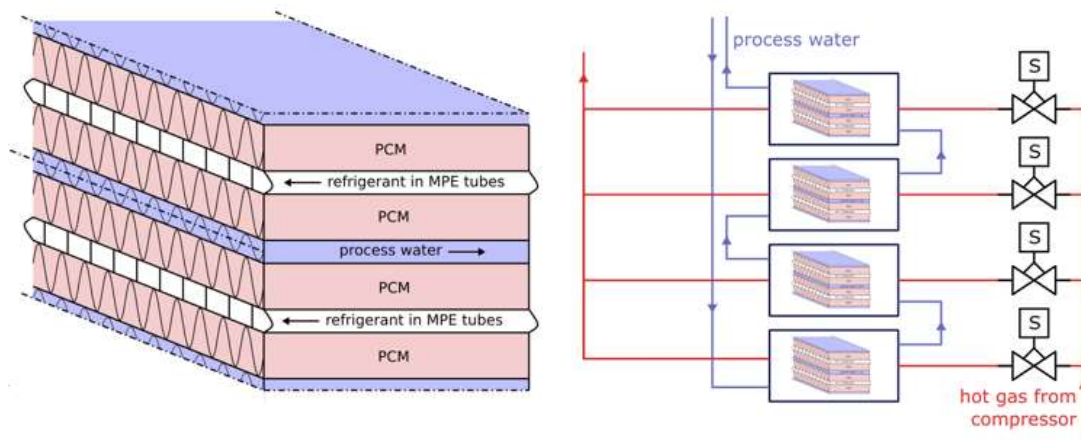 PCM
refrigerant in MPE tubes
PCM
process water
PCM
refrigerant in MPE tubes
PCM
process water
S
S
S
S
hot gas from
compressor